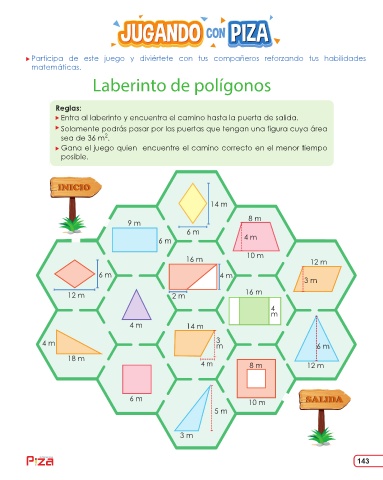 JUGANDO CON PIZA
Participa de este juego y diviértete con tus compañeros reforzando tus habilidades
matemáticas.
Laberinto de polígonos
Reglas:
Entra al laberinto y encuentra el camino hasta la puerta de salida.
Solamente podrás pasar por las puertas que tengan una figura cuya área
sea de 36 m².
Gana el juego quien encuentre el camino correcto en el menor tiempo
posible.
INICIO
14 m
6 m
9 m
6 m
8 m
4 m
10 m
6 m
12 m
16 m
4 m
2 m
12 m
3 m
4 m
16 m
4
m
4 m
18 m
14 m
3
m
4 m
6 m
12 m
6 m
8 m
10 m
5 m
3 m
SALIDA
Piza
143